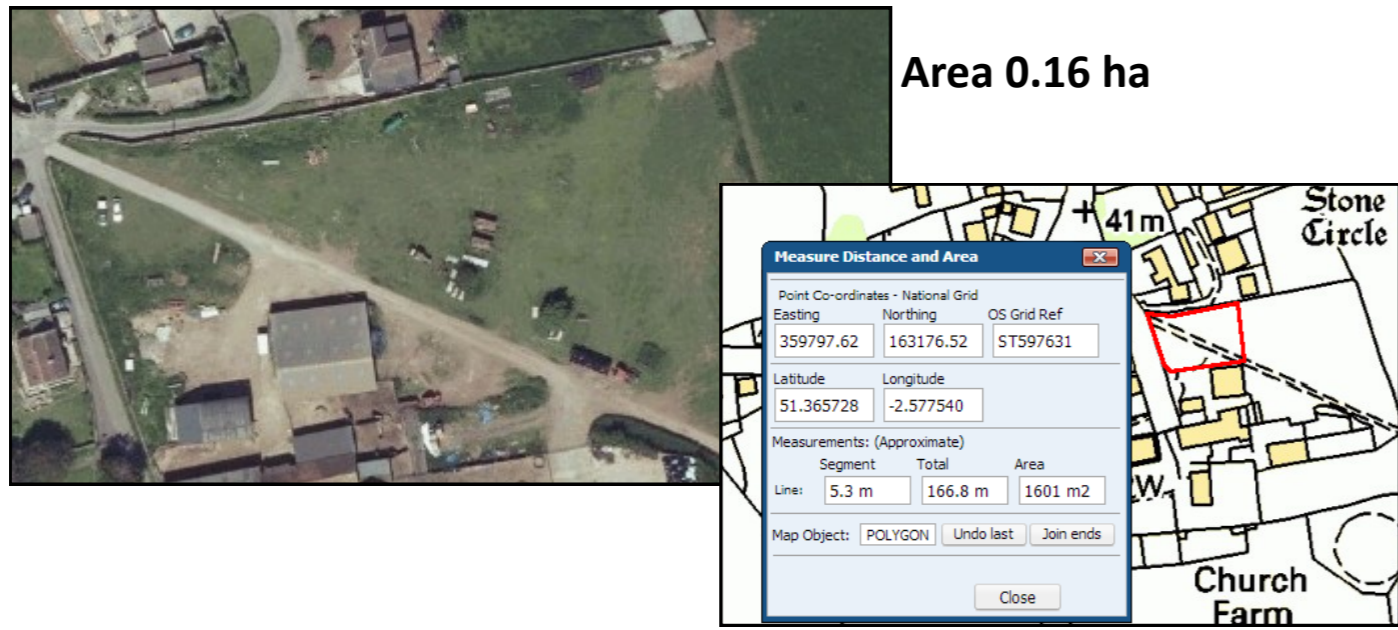 Area 0.16 ha
Stone
Circle
41m
Measure Distance and Area
Point Co-ordinates - National Grid
Easting Northing OS Grid Ref
359797.62 163176.52 ST597631
Latitude Longitude
51.365728 -2.577540
Measurements: (Approximate)
Segment Total Area
Line: 5.3 m 166.8 m 1601 m2
Map Object: POLYGON Undo last Join ends
Close
Church
Farm